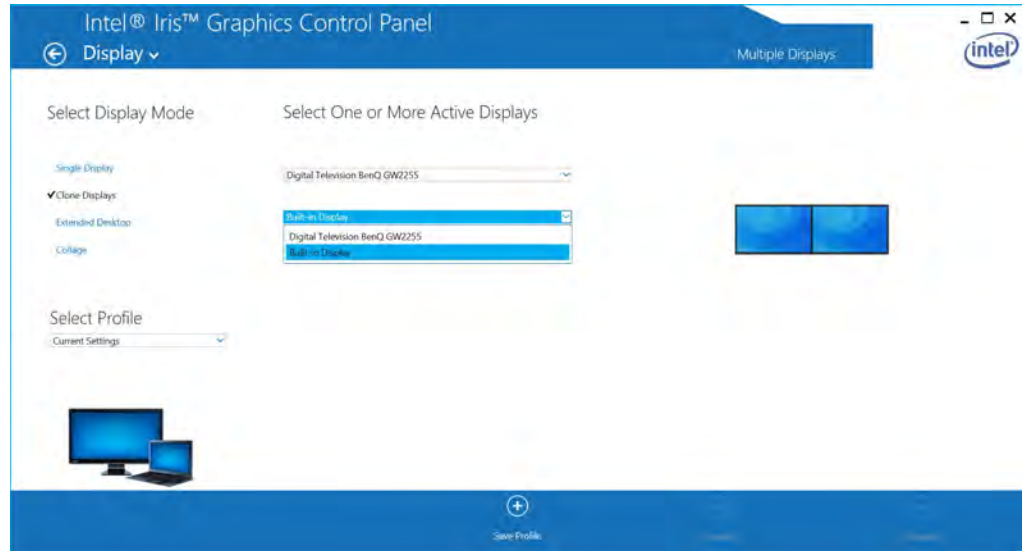 Intel® Iris™ Graphics Control Panel
Display
Multiple Displays
intel
Select Display Mode
Select One or More Active Displays
Single Display
Clone Displays
Extended Desktop
Collage
Digital Television BenQ GW2255
Built-in Display
Digital Television BenQ GW2255
Built-in Display
Select Profile
Current Settings
Save Profile